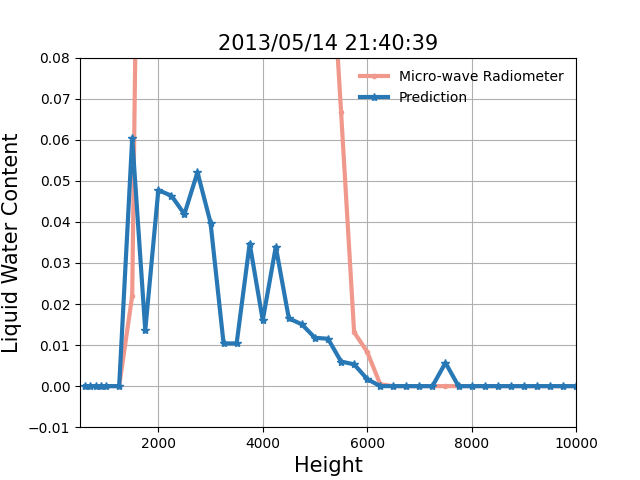 2013/05/14 21:40:39
Micro-wave Radiometer
Prediction
Liquid Water Content
0.08
0.07
0.06
0.05
0.04
0.03
0.02
0.01
0.00
−0.01
2000 4000 6000 8000 10000
Height